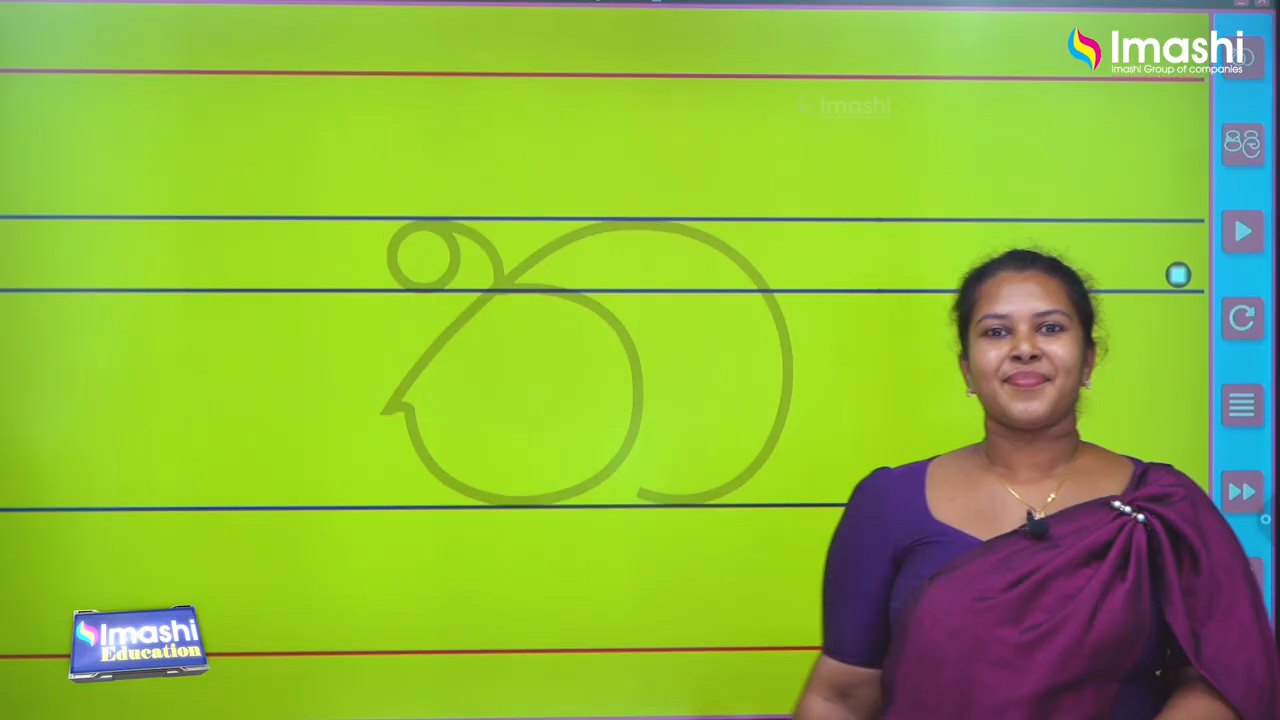 Imashi
Imashi Group of companies
Imashi
ත
පිලි
Imashi
Education